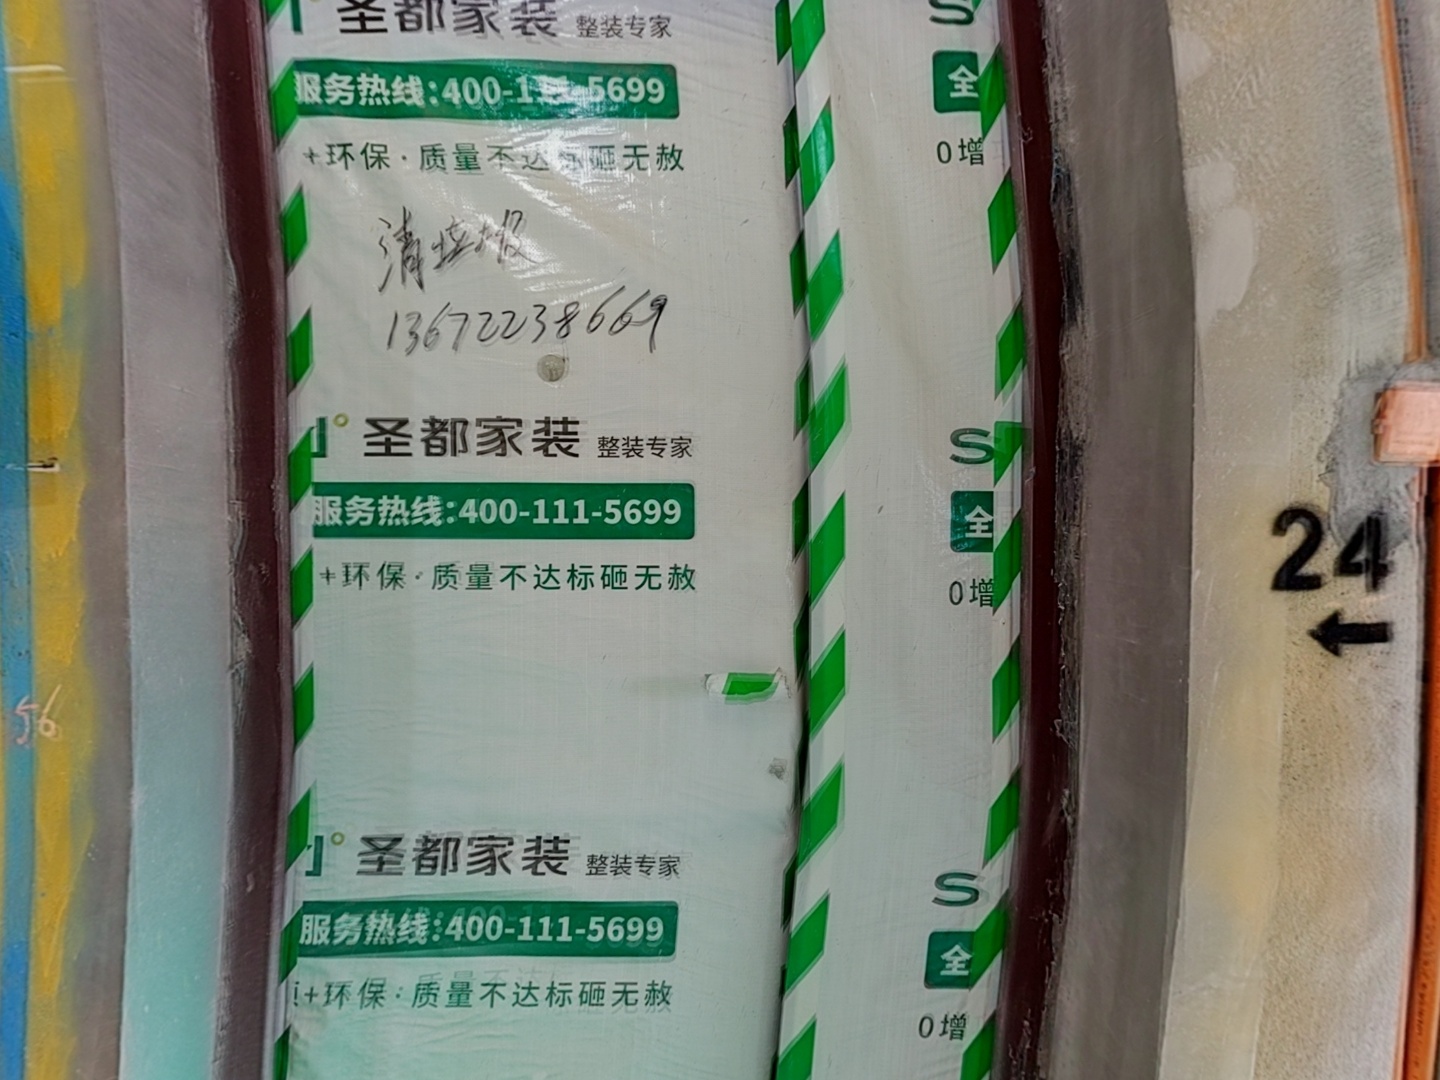 圣都家装 整装专家
S
服务热线:400-111-5699
全
+环保·质量不达标砸无赦
0增
清垃圾
13672238669
圣都家装 整装专家
S
服务热线:400-111-5699
全
24
+环保·质量不达标砸无赦
0增
←
56
圣都家装 整装专家
S
服务热线:400-111-5699
全
+环保·质量不达标砸无赦
0增